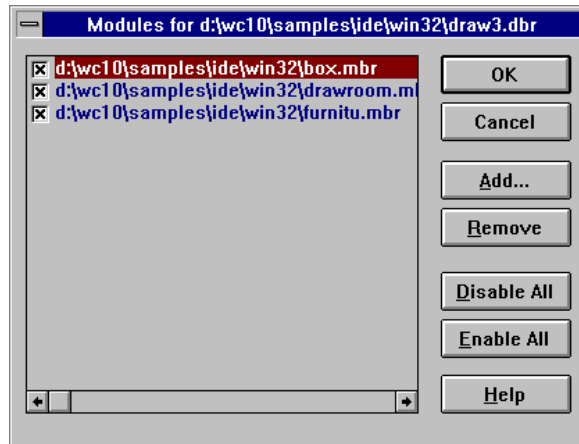 Modules for d:\wc10\samples\ide\win32\draw3.dbr
d:\wc10\samples\ide\win32\box.mbr
d:\wc10\samples\ide\win32\drawroom.ml
d:\wc10\samples\ide\win32\furnitu.mbr
OK
Cancel
Add...
Remove
Disable All
Enable All
Help